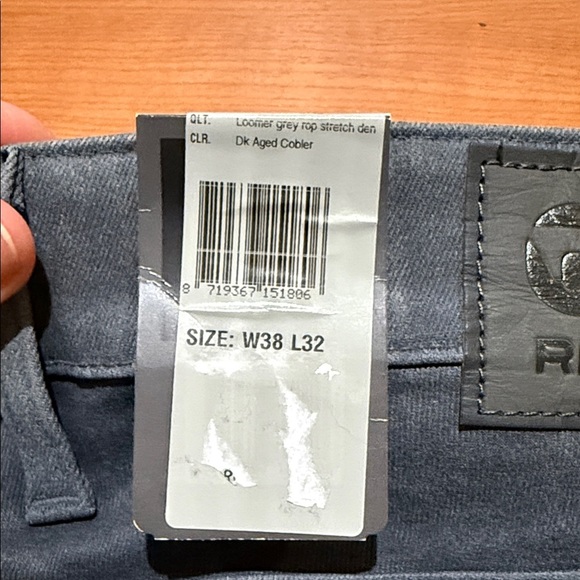 QLT. Loomer grey rop stretch den
CLR. Dk Aged Cobler
8 719367 151806
SIZE: W38 L32
R